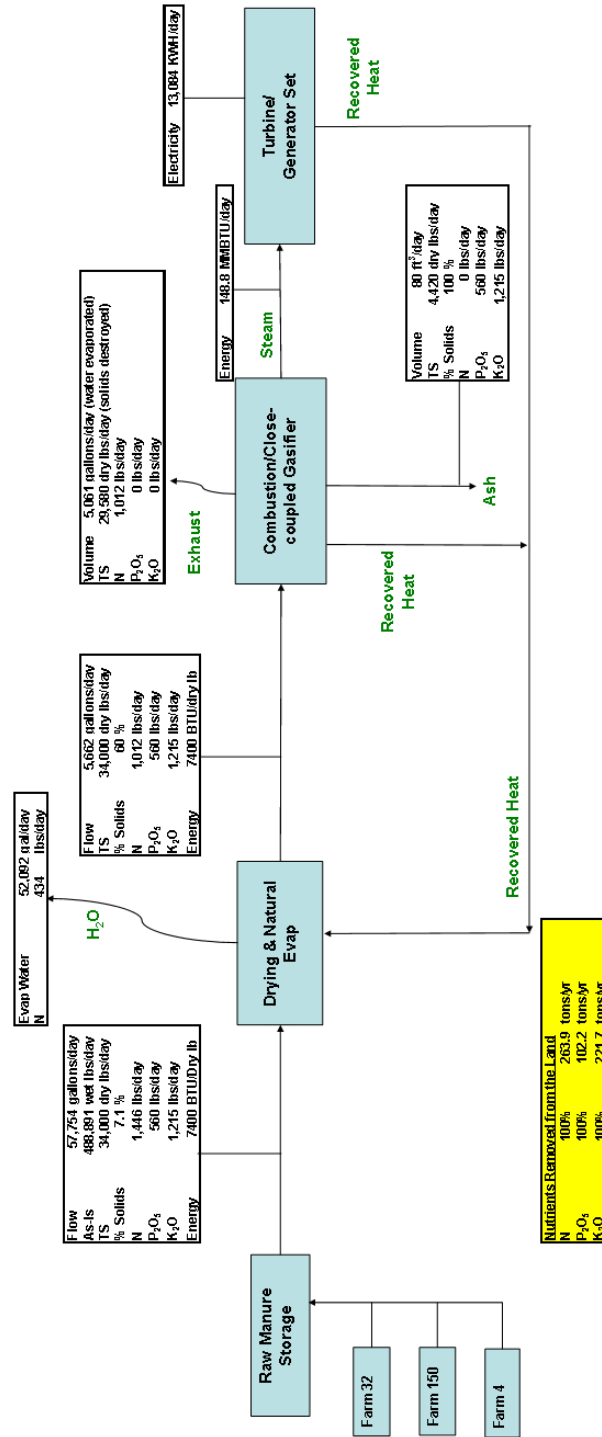 Farm 32
Farm 150
Farm 4
Raw Manure
Storage
Flow 57,754 gallons/day
As-Is 488,891 wet lbs/day
TS 34,000 dry lbs/day
% Solids 7.1 %
N 1,446 lbs/day
P₂O₅ 560 lbs/day
K₂O 1,215 lbs/day
Energy 7400 BTU/Dry lb
Drying & Natural
Evap
H₂O
Evap Water 52,092 gal/day
N 434 lbs/day
Flow 5,662 gallons/day
TS 34,000 dry lbs/day
% Solids 60 %
N 1,012 lbs/day
P₂O₅ 560 lbs/day
K₂O 1,215 lbs/day
Energy 7400 BTU/dry lb
Combustion/Close-
coupled Gasifier
Exhaust
Volume 5,061 gallons/day (water evaporated)
TS 29,580 dry lbs/day (solids destroyed)
N 1,012 lbs/day
P₂O₅ 0 lbs/day
K₂O 0 lbs/day
Steam
Energy 148.8 MMBTU/day
Turbine/
Generator Set
Electricity 13,084 KWH/day
Recovered
Heat
Recovered
Heat
Ash
Volume 80 ft³/day
TS 4,420 dry lbs/day
% Solids 100 %
N 0 lbs/day
P₂O₅ 560 lbs/day
K₂O 1,215 lbs/day
Recovered Heat
Nutrients Removed from the Land
N 100% 263.9 tons/yr
P₂O₅ 100% 102.2 tons/yr
K₂O 100% 221.7 tons/yr